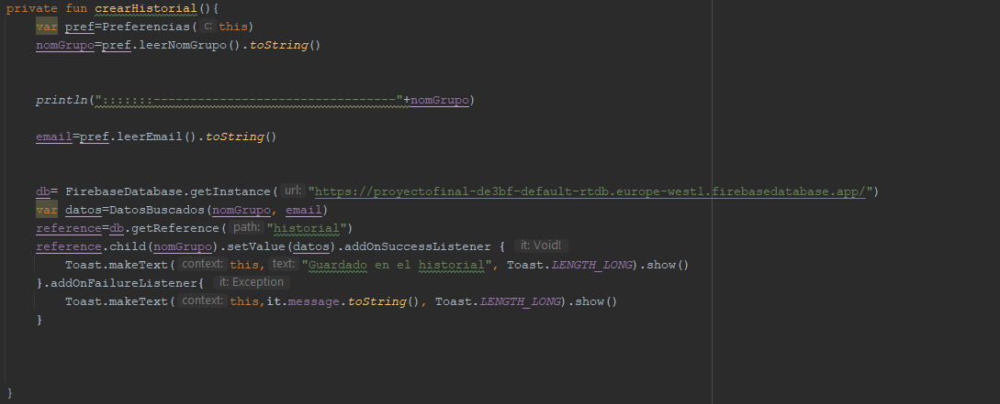 private fun crearHistorial(){
var pref=Preferencias( c: this)
nomGrupo=pref.leerNomGrupo().toString()
println(":::::::---------------------------------"+nomGrupo)
email=pref.leerEmail().toString()
db= FirebaseDatabase.getInstance( url: "https://proyectofinal-de3bf-default-rtdb.europe-west1.firebasedatabase.app/")
var datos=DatosBuscados(nomGrupo, email)
reference=db.getReference( path: "historial")
reference.child(nomGrupo).setValue(datos).addOnSuccessListener { it: Void!
Toast.makeText( context: this, text: "Guardado en el historial", Toast.LENGTH_LONG).show()
}.addOnFailureListener{ it: Exception
Toast.makeText( context: this,it.message.toString(), Toast.LENGTH_LONG).show()
}
}